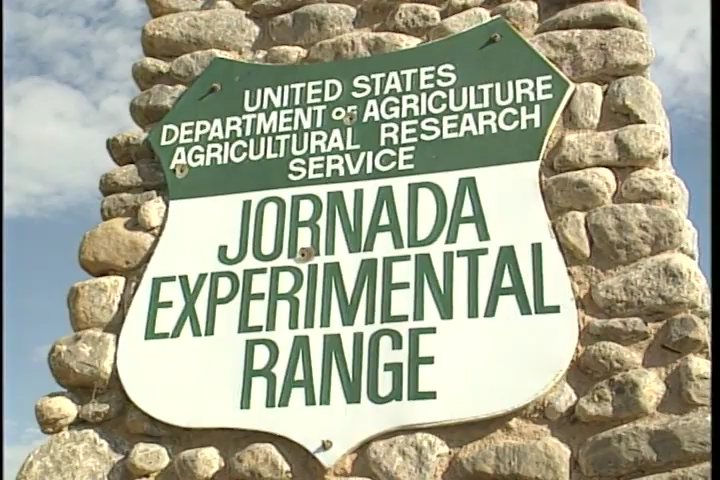 UNITED STATES
DEPARTMENT OF AGRICULTURE
AGRICULTURAL RESEARCH
SERVICE
JORNADA
EXPERIMENTAL
RANGE